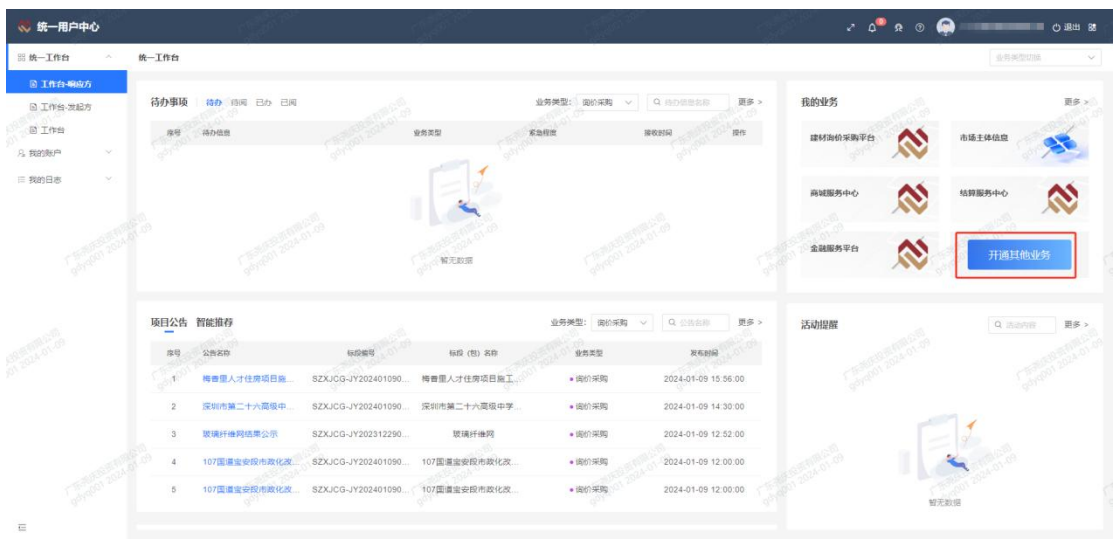 统一用户中心
退出
统一工作台
统一工作台
业务类型切换
工作台-响应方
工作台-发起方
工作台
我的账户
我的日志
待办事项 待办 待阅 已办 已阅 业务类型: 询价采购 待办信息名称 更多 >
序号 待办信息 业务类型 紧急程度 接收时间 操作
暂无数据
我的业务 更多 >
建材询价采购平台 市场主体信息
商城服务中心 结算服务中心
金融服务平台 开通其他业务
项目公告 智能推荐 业务类型: 询价采购 公告名称 更多 >
序号 公告名称 标段编号 标段 (包) 名称 业务类型 发布时间
1 梅香里人才住房项目施... SZXJCG-JY202401090... 梅香里人才住房项目施工... 询价采购 2024-01-09 15:56:00
2 深圳市第二十六高级中... SZXJCG-JY202401090... 深圳市第二十六高级中学... 询价采购 2024-01-09 14:30:00
3 玻璃纤维网结果公示 SZXJCG-JY202312290... 玻璃纤维网 询价采购 2024-01-09 12:52:00
4 107国道宝安段市政化改... SZXJCG-JY202401090... 107国道宝安段市政化改... 询价采购 2024-01-09 12:00:00
5 107国道宝安段市政化改... SZXJCG-JY202401090... 107国道宝安段市政化改... 询价采购 2024-01-09 12:00:00
活动提醒 活动内容 更多 >
暂无数据